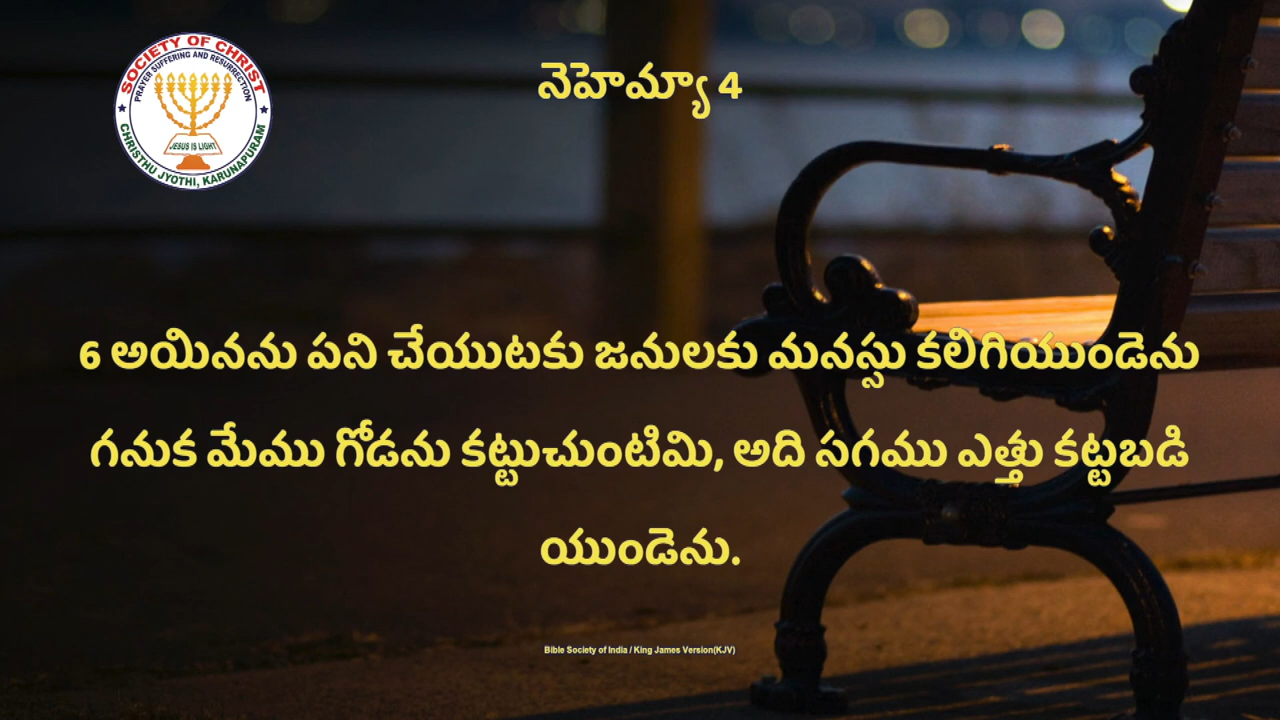 SOCIETY OF CHRIST
PRAYER SUFFERING AND RESURRECTION
JESUS IS LIGHT
CHRISTHU JYOTHI, KARUNAPURAM
నెహెమ్యా 4
6 అయినను పని చేయుటకు జనులకు మనస్సు కలిగియుండెను
గనుక మేము గోడను కట్టుచుంటిమి, అది సగము ఎత్తు కట్టబడి
యుండెను.
Bible Society of India / King James Version(KJV)